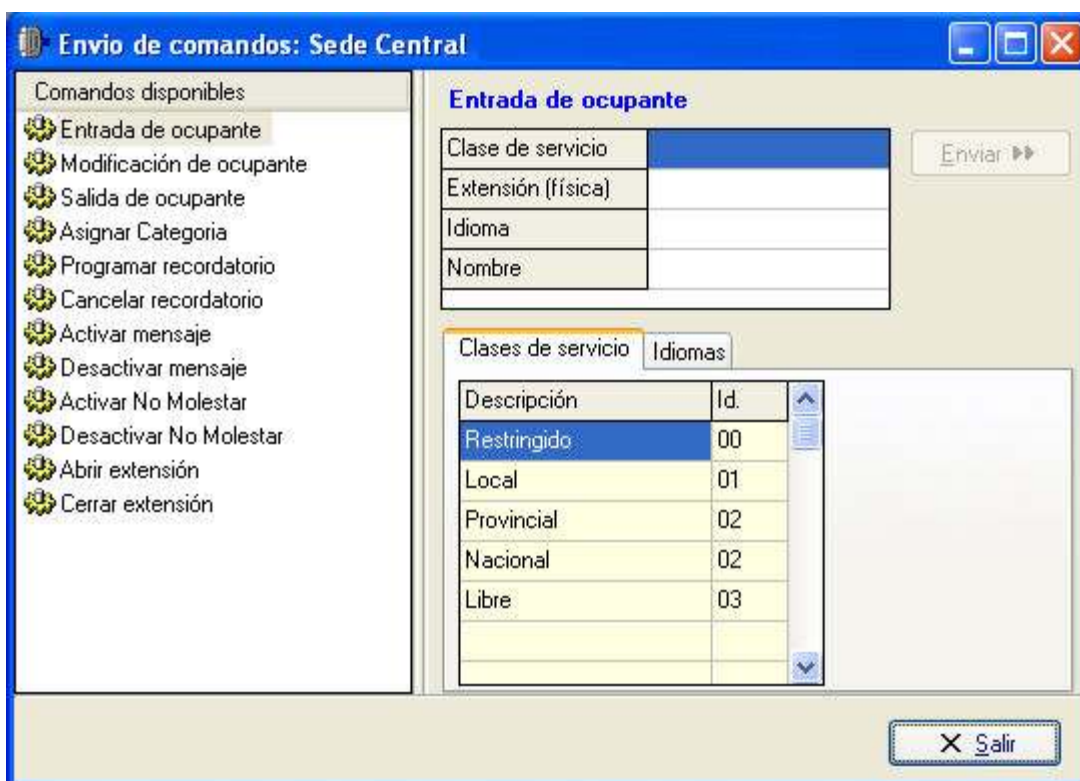 Envio de comandos: Sede Central
Comandos disponibles
Entrada de ocupante
Modificación de ocupante
Salida de ocupante
Asignar Categoria
Programar recordatorio
Cancelar recordatorio
Activar mensaje
Desactivar mensaje
Activar No Molestar
Desactivar No Molestar
Abrir extensión
Cerrar extensión
Entrada de ocupante
Clase de servicio
Extensión (física)
Idioma
Nombre
Enviar
Clases de servicio Idiomas
Descripción Id.
Restringido 00
Local 01
Provincial 02
Nacional 02
Libre 03
Salir